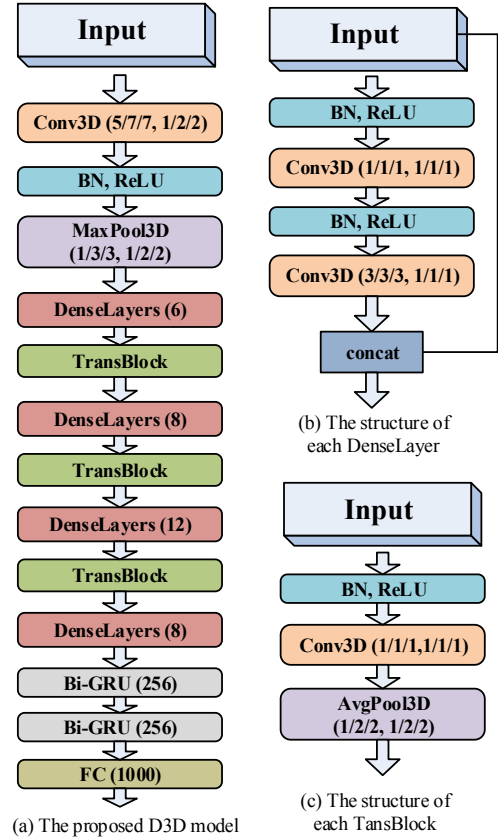 Input
Conv3D (5/7/7, 1/2/2)
BN, ReLU
MaxPool3D
(1/3/3, 1/2/2)
DenseLayers (6)
TransBlock
DenseLayers (8)
TransBlock
DenseLayers (12)
TransBlock
DenseLayers (8)
Bi-GRU (256)
Bi-GRU (256)
FC (1000)
(a) The proposed D3D model
Input
BN, ReLU
Conv3D (1/1/1, 1/1/1)
BN, ReLU
Conv3D (3/3/3, 1/1/1)
concat
(b) The structure of
each DenseLayer
Input
BN, ReLU
Conv3D (1/1/1,1/1/1)
AvgPool3D
(1/2/2, 1/2/2)
(c) The structure of
each TansBlock